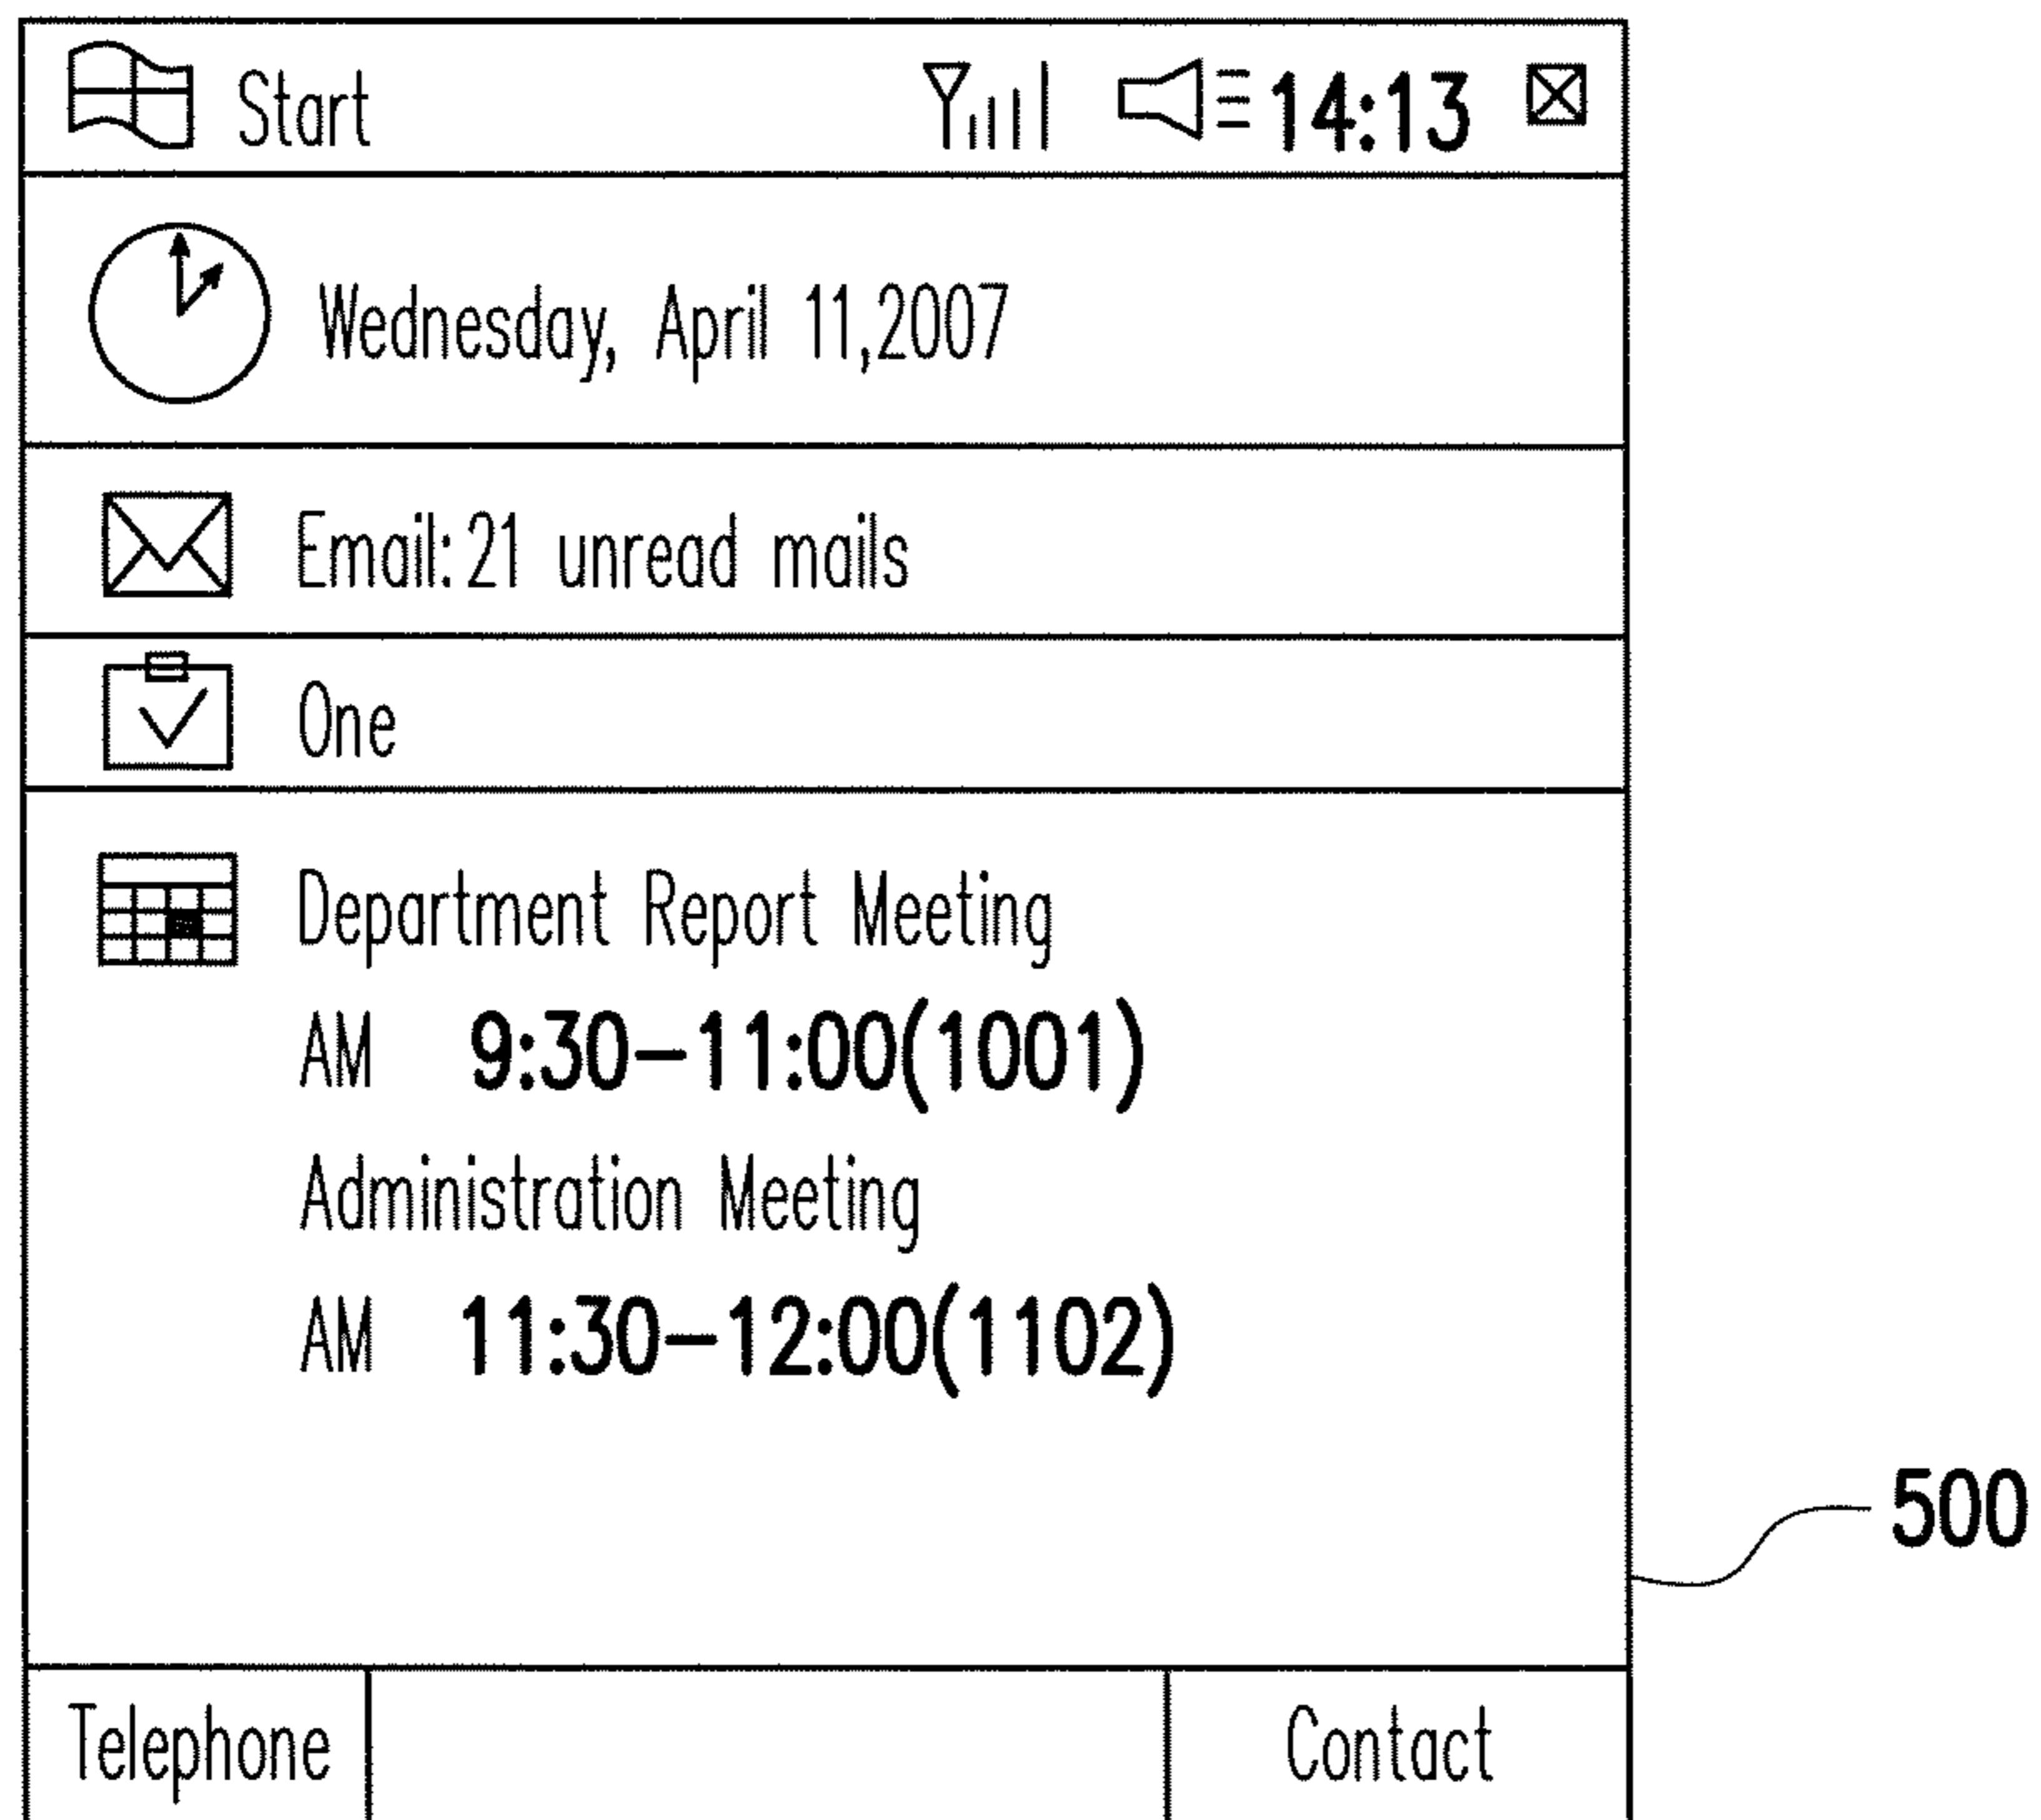 Start 14:13
Wednesday, April 11,2007
Email:21 unread mails
One
Department Report Meeting
AM 9:30-11:00(1001)
Administration Meeting
AM 11:30-12:00(1102)
500
Telephone Contact